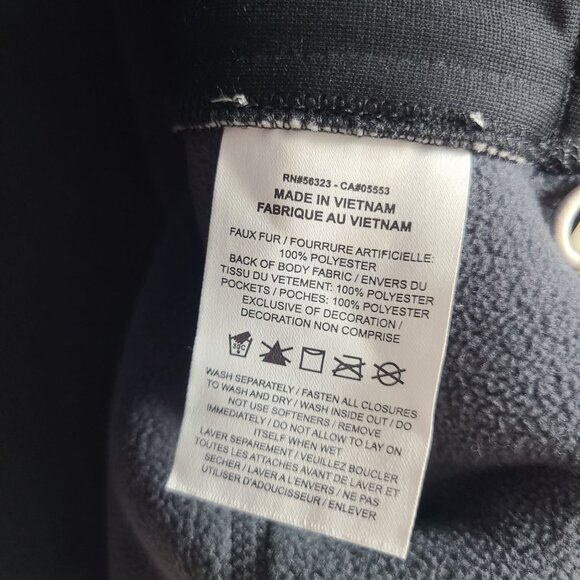 RN#56323 - CA#05553
MADE IN VIETNAM
FABRIQUE AU VIETNAM
FAUX FUR / FOURRURE ARTIFICIELLE:
100% POLYESTER
BACK OF BODY FABRIC / ENVERS DU
TISSU DU VETEMENT: 100% POLYESTER
POCKETS / POCHES: 100% POLYESTER
EXCLUSIVE OF DECORATION /
DECORATION NON COMPRISE
30C
WASH SEPARATELY / FASTEN ALL CLOSURES
TO WASH AND DRY / WASH INSIDE OUT / DO
NOT USE SOFTENERS / REMOVE
IMMEDIATELY / DO NOT ALLOW TO LAY ON
ITSELF WHEN WET
LAVER SEPAREMENT / VEUILLEZ BOUCLER
TOUTES LES ATTACHES AVANT DE LAVER ET
SECHER / LAVER A L'ENVERS / NE PAS
UTILISER D'ADOUCISSEUR / ENLEVER